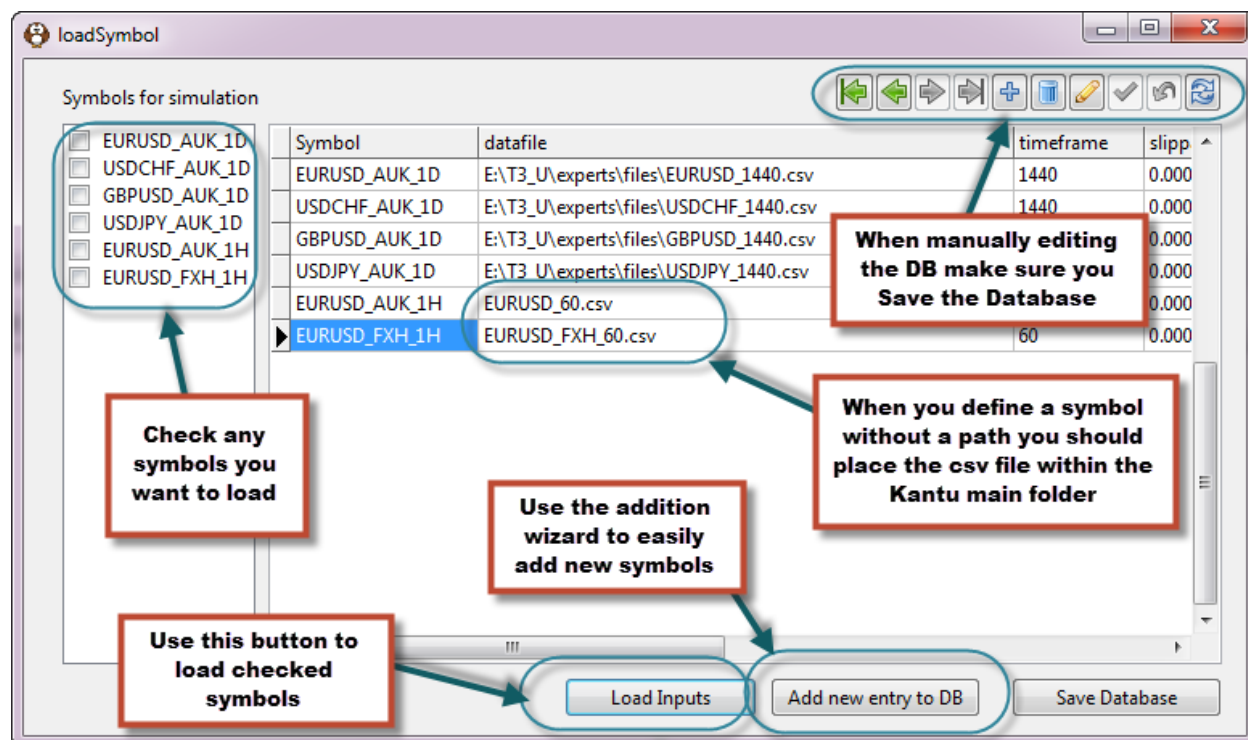 loadSymbol
Symbols for simulation
EURUSD_AUK_1D
USDCHF_AUK_1D
GBPUSD_AUK_1D
USDJPY_AUK_1D
EURUSD_AUK_1H
EURUSD_FXH_1H
Symbol datafile timeframe slipp
EURUSD_AUK_1D E:\T3_U\experts\files\EURUSD_1440.csv 1440 0.000
USDCHF_AUK_1D E:\T3_U\experts\files\USDCHF_1440.csv 1440 0.000
GBPUSD_AUK_1D E:\T3_U\experts\files\GBPUSD_1440.csv 0.000
USDJPY_AUK_1D E:\T3_U\experts\files\USDJPY_1440.csv 0.000
EURUSD_AUK_1H EURUSD_60.csv 0.000
EURUSD_FXH_1H EURUSD_FXH_60.csv 60 0.000
When manually editing
the DB make sure you
Save the Database
When you define a symbol
without a path you should
place the csv file within the
Kantu main folder
Check any
symbols you
want to load
Use the addition
wizard to easily
add new symbols
Use this button to
load checked
symbols
Load Inputs
Add new entry to DB
Save Database